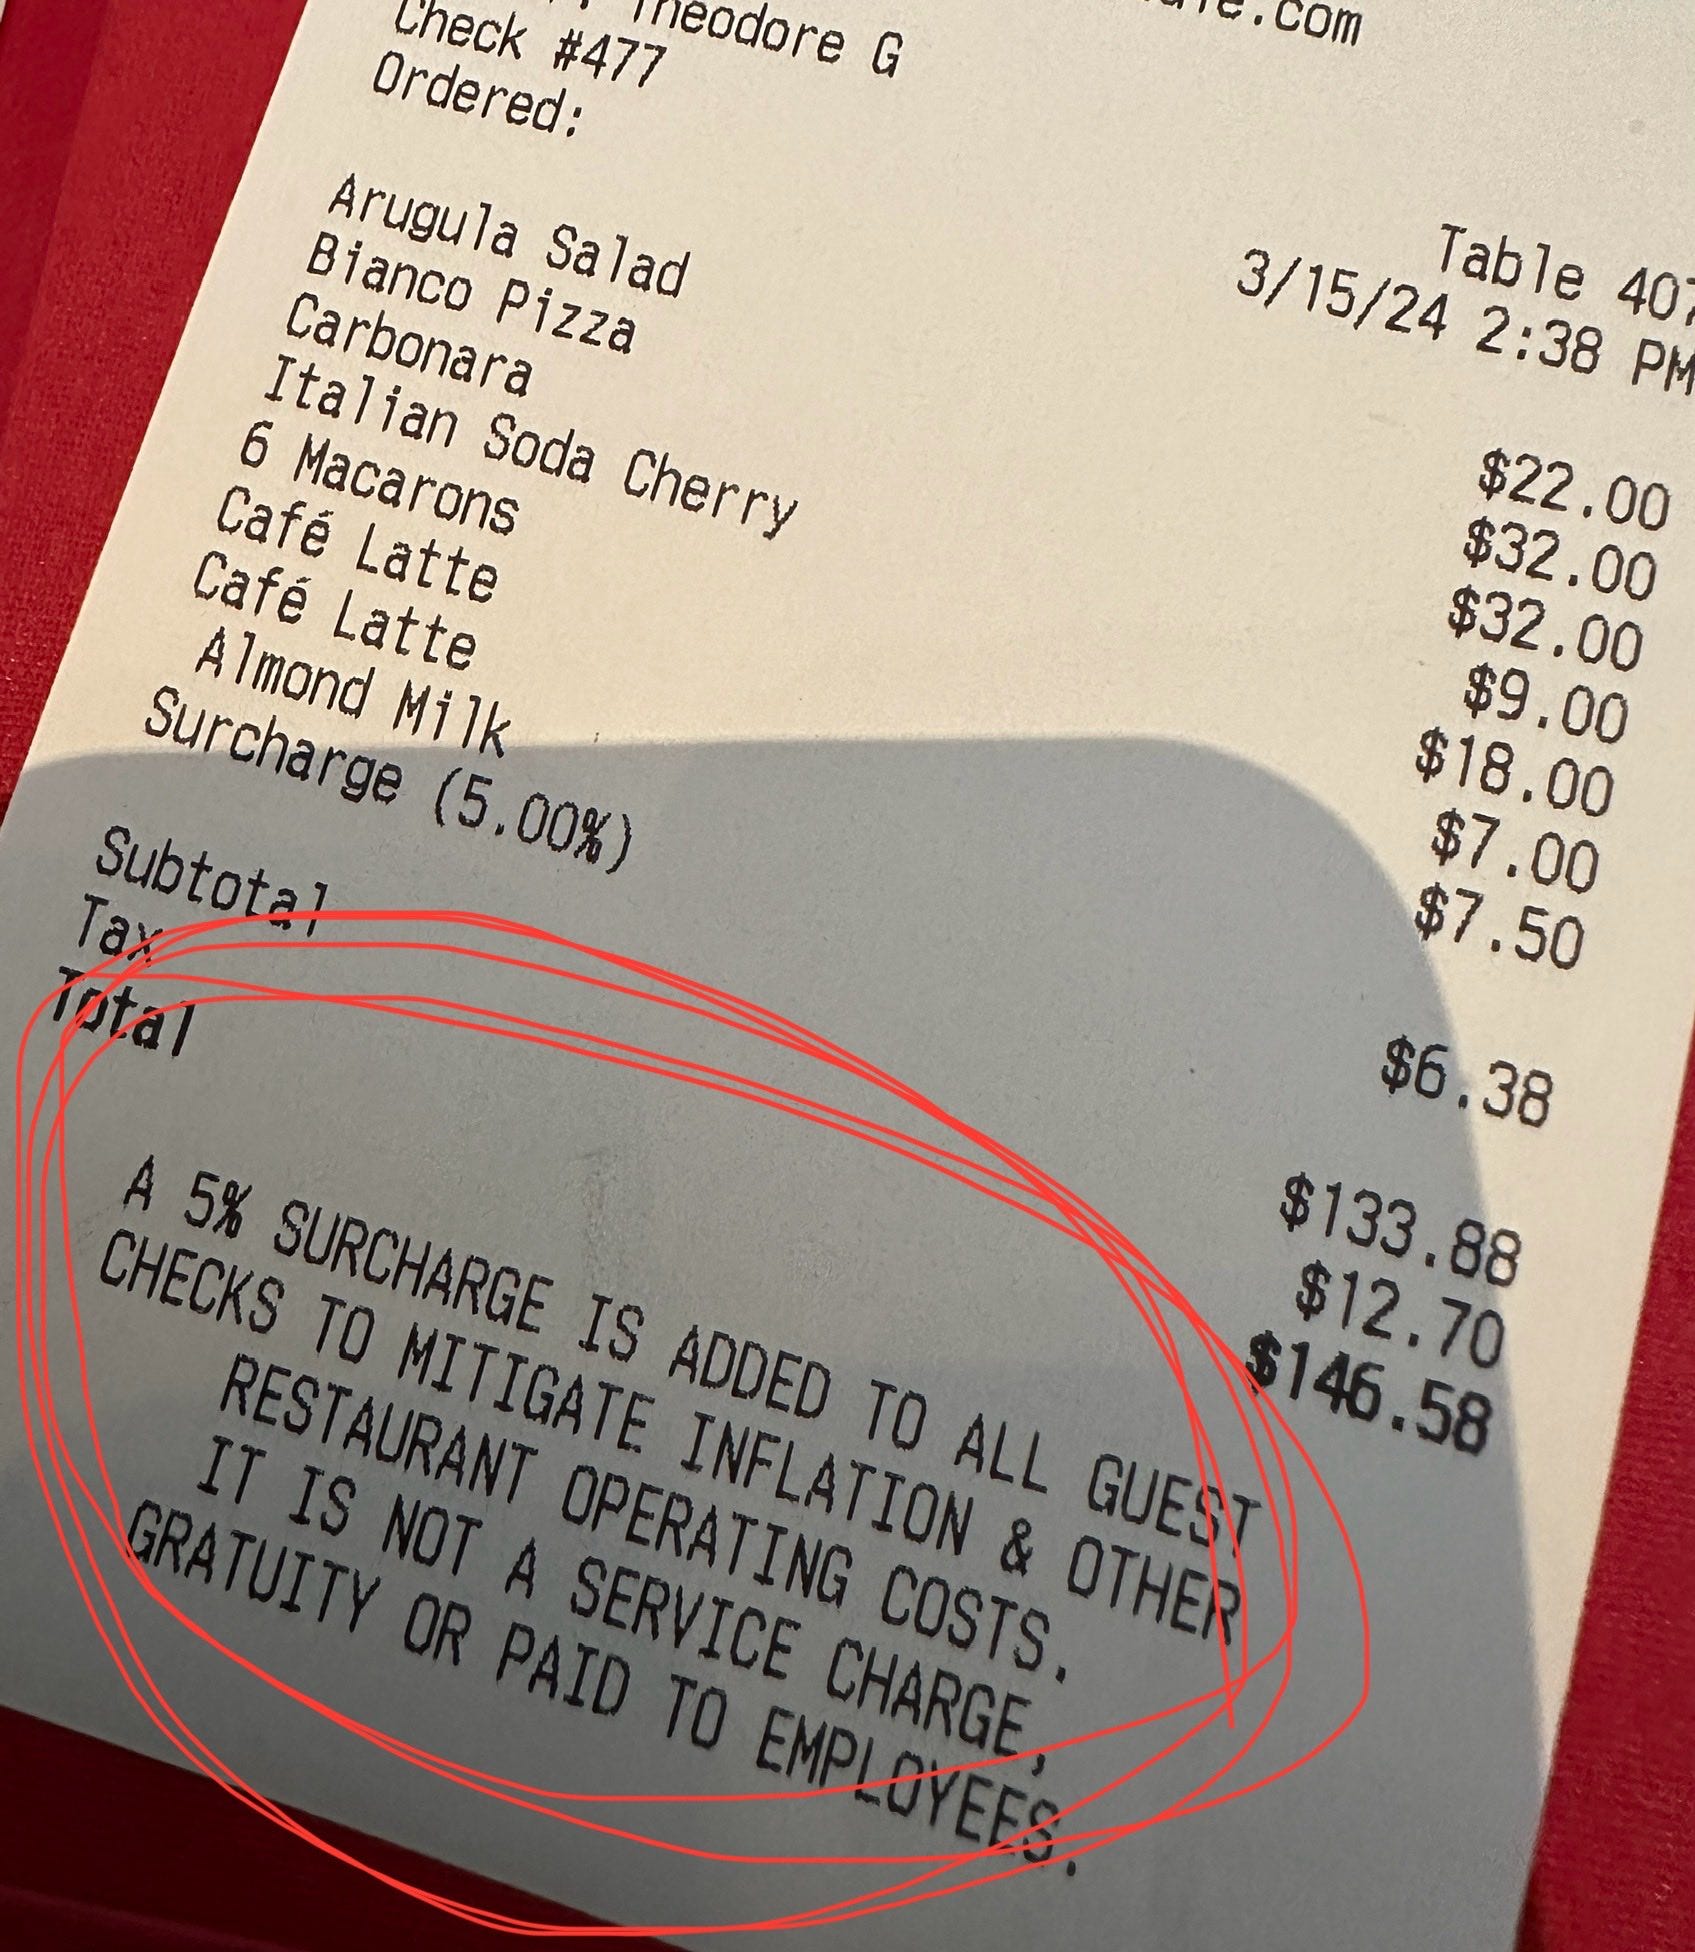 Theodore G
.com
Check #477
Ordered:
Table 407
3/15/24 2:38 PM
Arugula Salad $22.00
Bianco Pizza $32.00
Carbonara $32.00
Italian Soda Cherry $9.00
6 Macarons $18.00
Café Latte $7.00
Café Latte $7.50
Almond Milk
Surcharge (5.00%) $6.38
Subtotal $133.88
Tax $12.70
Total $146.58
A 5% SURCHARGE IS ADDED TO ALL GUEST
CHECKS TO MITIGATE INFLATION & OTHER
RESTAURANT OPERATING COSTS.
IT IS NOT A SERVICE CHARGE,
GRATUITY OR PAID TO EMPLOYEES.